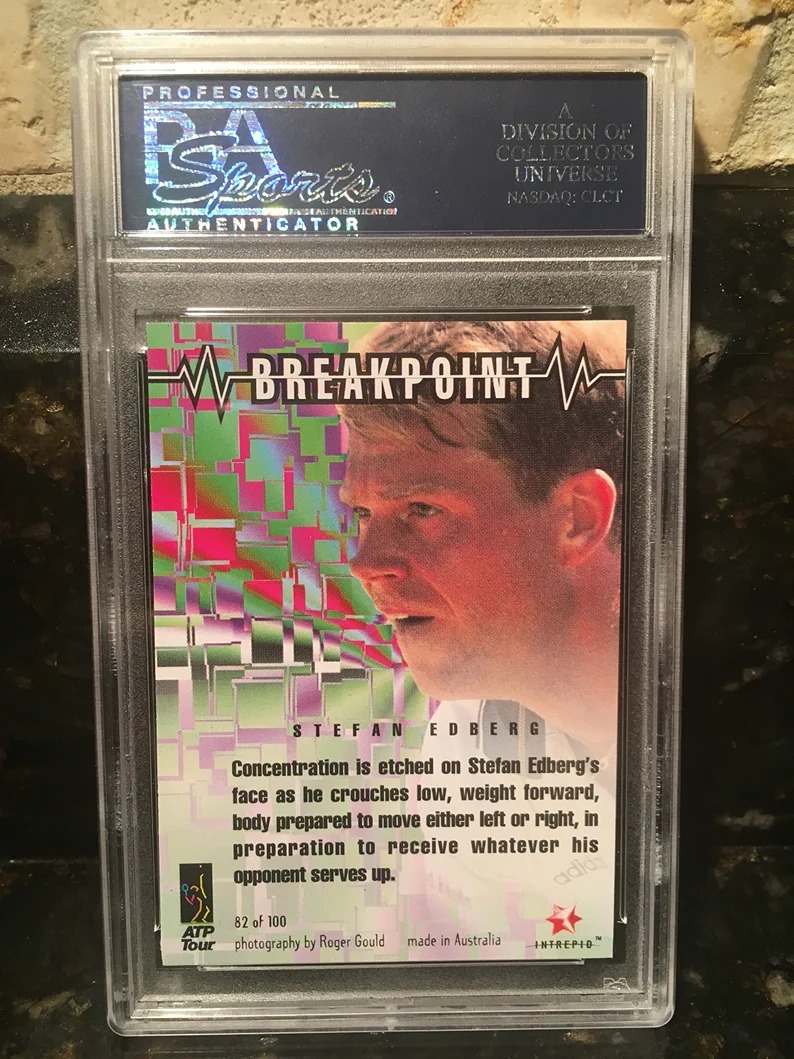 PROFESSIONAL
PSA
Sports®
AUTHENTICATOR
A
DIVISION OF
COLLECTORS
UNIVERSE
NASDAQ: CLCT
BREAKPOINT
STEFAN EDBERG
Concentration is etched on Stefan Edberg's
face as he crouches low, weight forward,
body prepared to move either left or right, in
preparation to receive whatever his
opponent serves up.
adidas
ATP
Tour
82 of 100
photography by Roger Gould made in Australia
INTREPID™
PSA